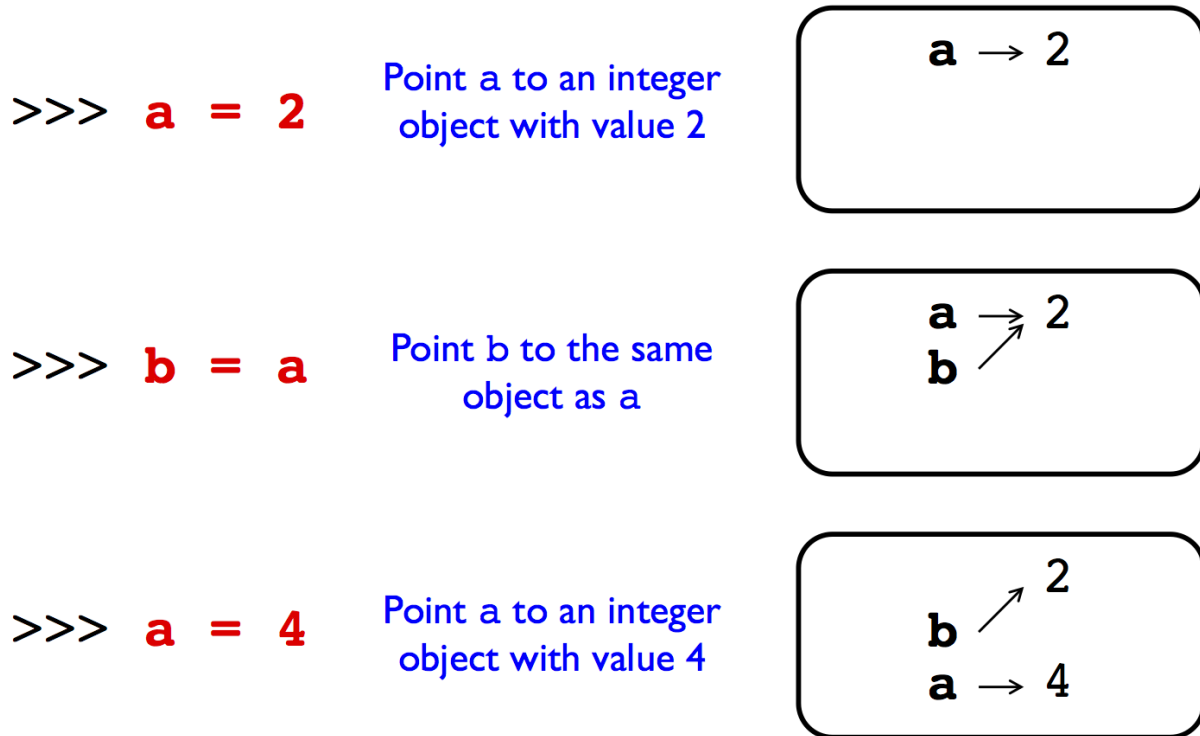 >>> a = 2
Point a to an integer
object with value 2
a → 2
>>> b = a
Point b to the same
object as a
a → 2
b
>>> a = 4
Point a to an integer
object with value 4
2
b
a → 4